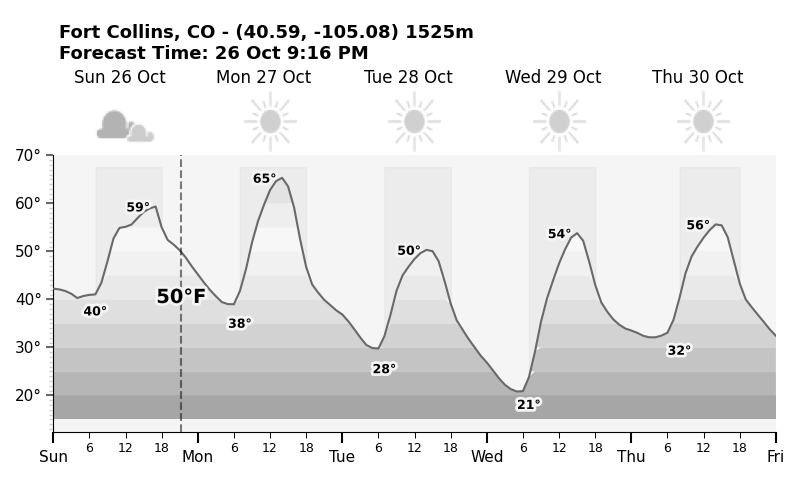 Fort Collins, CO - (40.59, -105.08) 1525m
Forecast Time: 26 Oct 9:16 PM
Sun 26 Oct Mon 27 Oct Tue 28 Oct Wed 29 Oct Thu 30 Oct
70°
60°
50°
40°
30°
20°
59° 65° 50° 54° 56°
50°F
40° 38° 28° 21° 32°
6 12 18 6 12 18 6 12 18 6 12 18 6 12 18
Sun Mon Tue Wed Thu Fri